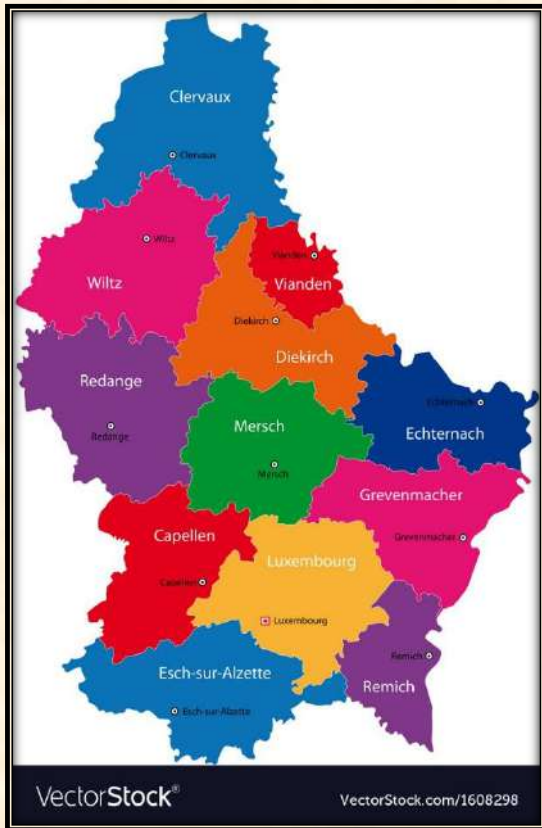 Clervaux
Clervaux
Wiltz
Wiltz
Vianden
Vianden
Diekirch
Diekirch
Redange
Redange
Mersch
Mersch
Echternach
Echternach
Grevenmacher
Grevenmacher
Capellen
Capellen
Luxembourg
Luxembourg
Remich
Remich
Esch-sur-Alzette
Esch-sur-Alzette
VectorStock®
VectorStock.com/1608298